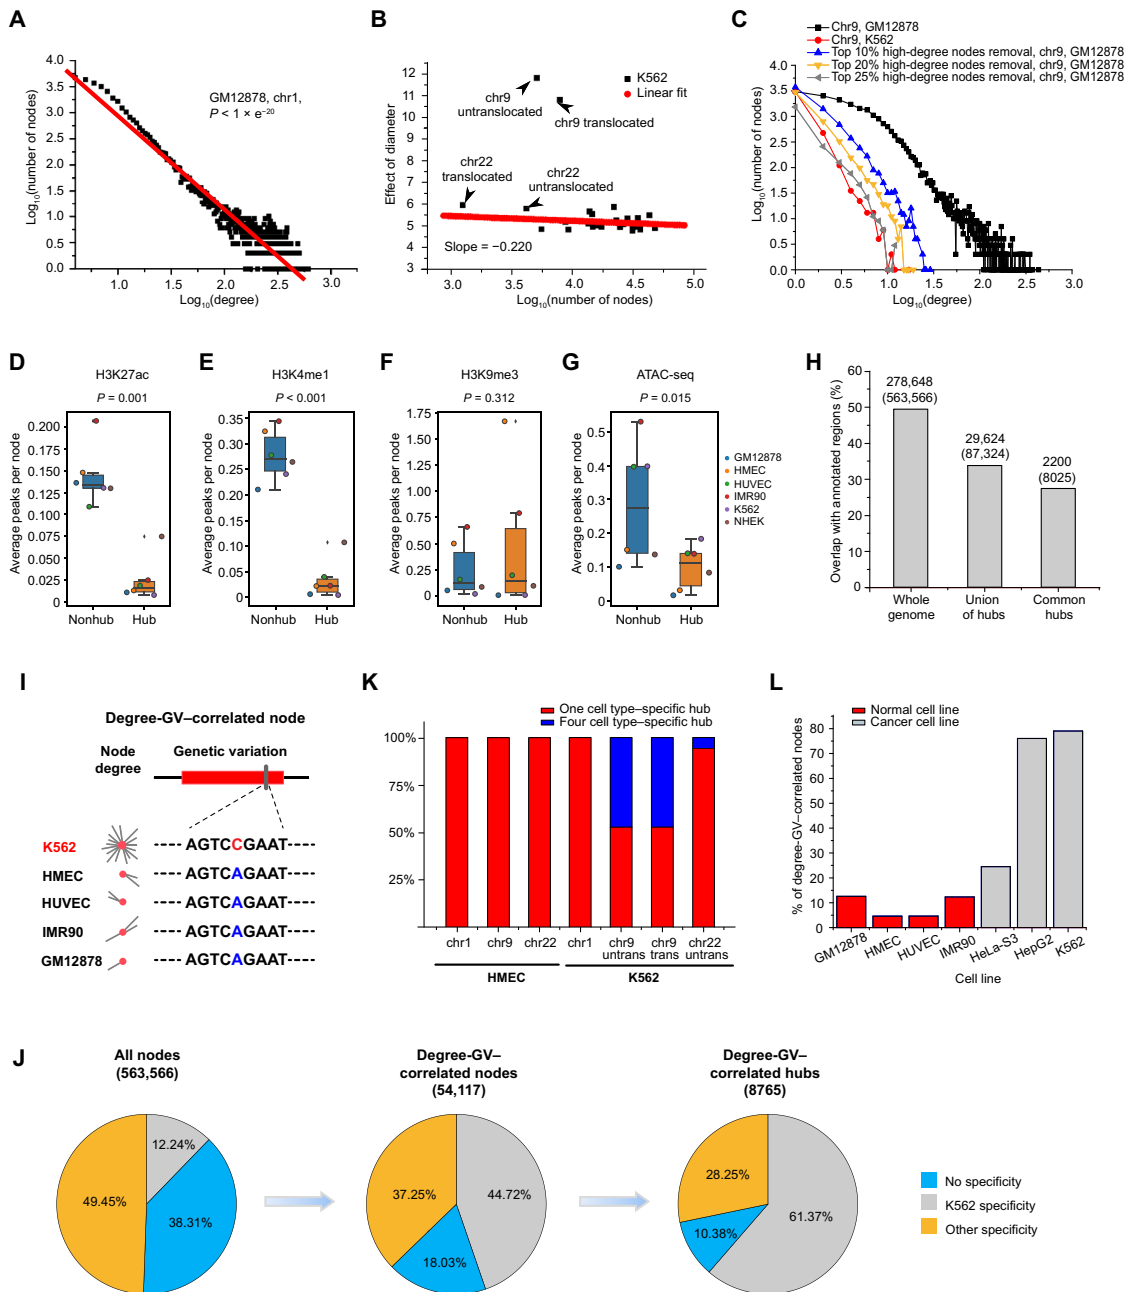 A
4.0
3.5
3.0
2.5
2.0
1.5
1.0
0.5
0.0
1.0
1.5
2.0
2.5
3.0
Log10(number of nodes)
Log10(degree)
GM12878, chr1,
P < 1 × e−20
B
12
11
10
9
8
7
6
5
4
3
3.0
3.5
4.0
4.5
5.0
Effect of diameter
Log10(number of nodes)
K562
Linear fit
chr9
untranslocated
chr9 translocated
chr22
translocated
chr22
untranslocated
Slope = −0.220
C
Chr9, GM12878
Chr9, K562
Top 10% high-degree nodes removal, chr9, GM12878
Top 20% high-degree nodes removal, chr9, GM12878
Top 25% high-degree nodes removal, chr9, GM12878
4.0
3.5
3.0
2.5
2.0
1.5
1.0
0.5
0.0
0.0
0.5
1.0
1.5
2.0
2.5
3.0
Log10(number of nodes)
Log10(degree)
D
H3K27ac
P = 0.001
0.200
0.175
0.150
0.125
0.100
0.075
0.050
0.025
0
Average peaks per node
Nonhub
Hub
E
H3K4me1
P < 0.001
0.35
0.30
0.25
0.20
0.15
0.10
0.05
0
Average peaks per node
Nonhub
Hub
F
H3K9me3
P = 0.312
1.75
1.50
1.25
1.00
0.75
0.50
0.25
0
Average peaks per node
Nonhub
Hub
G
ATAC-seq
P = 0.015
0.5
0.4
0.3
0.2
0.1
0
Average peaks per node
Nonhub
Hub
GM12878
HMEC
HUVEC
IMR90
K562
NHEK
H
60
50
40
30
20
10
0
Overlap with annotated regions (%)
278,648
(563,566)
29,624
(87,324)
2200
(8025)
Whole
genome
Union
of hubs
Common
hubs
I
Degree-GV–correlated node
Node
degree
Genetic variation
K562
AGTCCGAAT
HMEC
AGTCAGAAT
HUVEC
AGTCAGAAT
IMR90
AGTCAGAAT
GM12878
AGTCAGAAT
K
One cell type–specific hub
Four cell type–specific hub
100%
75%
50%
25%
chr1
chr9
chr22
chr1
chr9
untrans
chr9
trans
chr22
untrans
HMEC
K562
L
Normal cell line
Cancer cell line
80
70
60
50
40
30
20
10
0
% of degree-GV–correlated nodes
GM12878
HMEC
HUVEC
IMR90
HeLa-S3
HepG2
K562
Cell line
J
All nodes
(563,566)
12.24%
49.45%
38.31%
Degree-GV–
correlated nodes
(54,117)
37.25%
44.72%
18.03%
Degree-GV–
correlated hubs
(8765)
28.25%
61.37%
10.38%
No specificity
K562 specificity
Other specificity